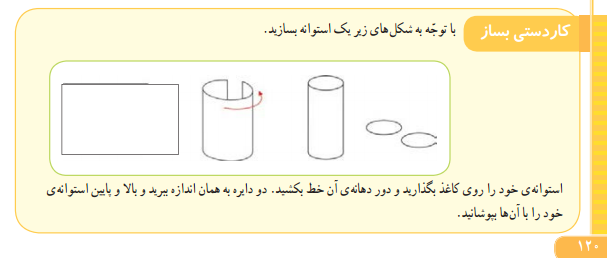 کاردستی بساز
با توجّه به شکل‌های زیر یک استوانه بسازید.
استوانه‌ی خود را روی کاغذ بگذارید و دور دهانه‌ی آن خط بکشید. دو دایره به همان اندازه ببرید و بالا و پایین استوانه‌ی
خود را با آن‌ها بپوشانید.
۱۲۰